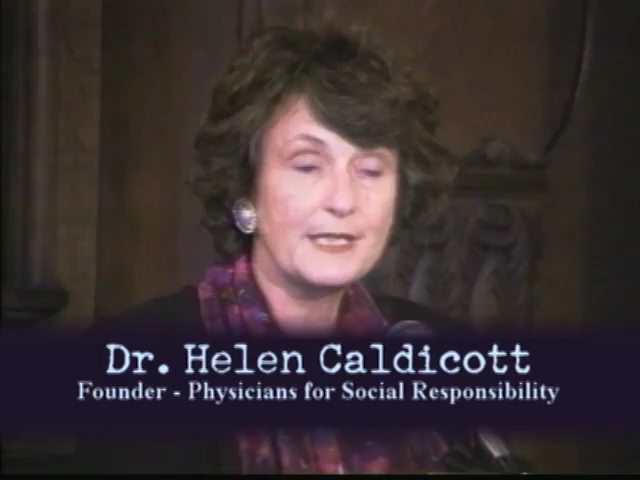 Dr. Helen Caldicott
Founder - Physicians for Social Responsibility